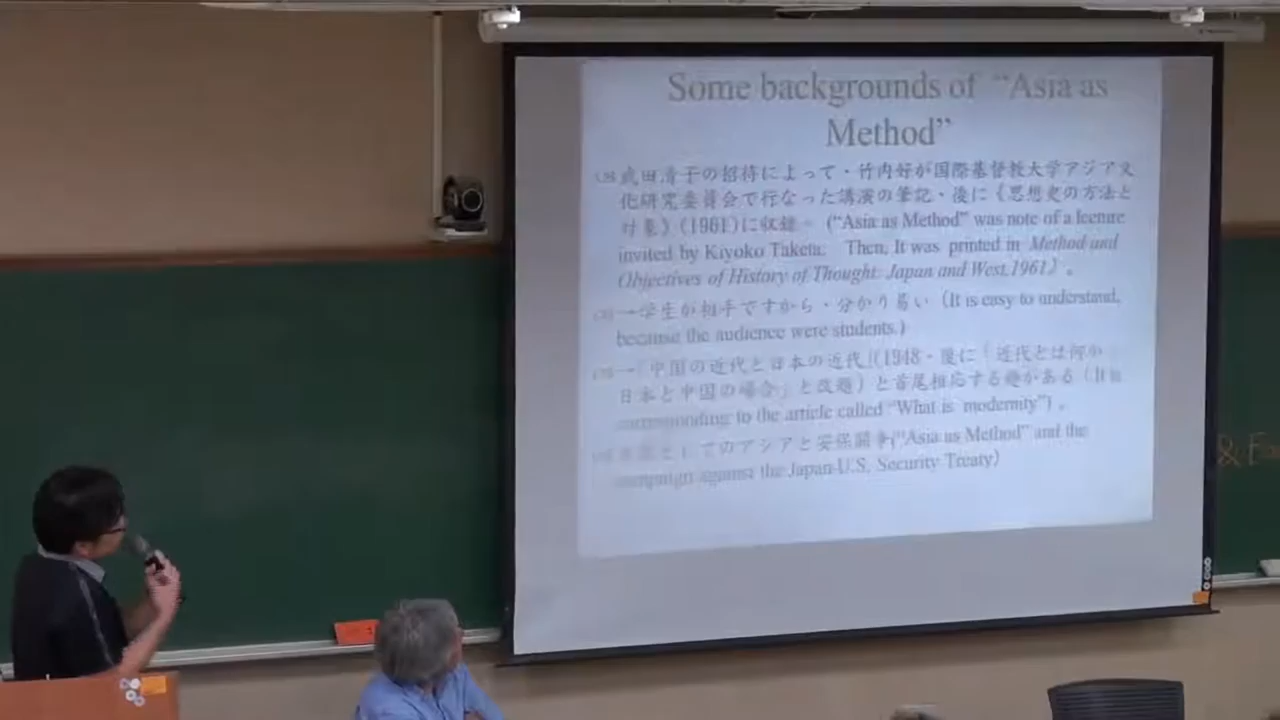 Some backgrounds of "Asia as
Method"
武田清子の招待によって・竹内好が国際基督教大学アジア文
化研究委員会で行なった講演の筆記・後に《思想史の方法と
対象》(1961)に収録。 ("Asia as Method" was note of a lecture
invited by Kiyoko Taketa. Then, It was printed in Method and
Objectives of History of Thought: Japan and West,1961) 。
→学生が相手ですから・分かり易い (It is easy to understand,
because the audience were students.)
→「中国の近代と日本の近代」(1948・後に「近代とは何か
日本と中国の場合」と改題) と首尾相応する趣がある (It is
corresponding to the article called "What is modernity") 。
としてのアジアと安保闘争("Asia as Method" and the
campaign against the Japan-U.S. Security Treaty)
&